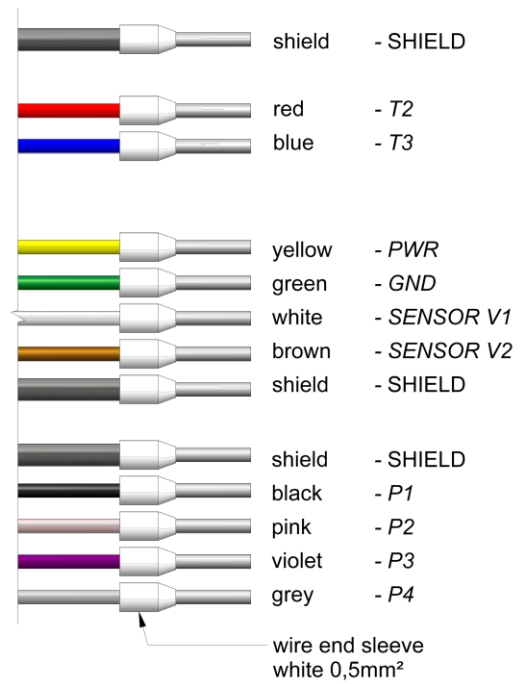 shield - SHIELD
red - T2
blue - T3
yellow - PWR
green - GND
white - SENSOR V1
brown - SENSOR V2
shield - SHIELD
shield - SHIELD
black - P1
pink - P2
violet - P3
grey - P4
wire end sleeve
white 0,5mm²